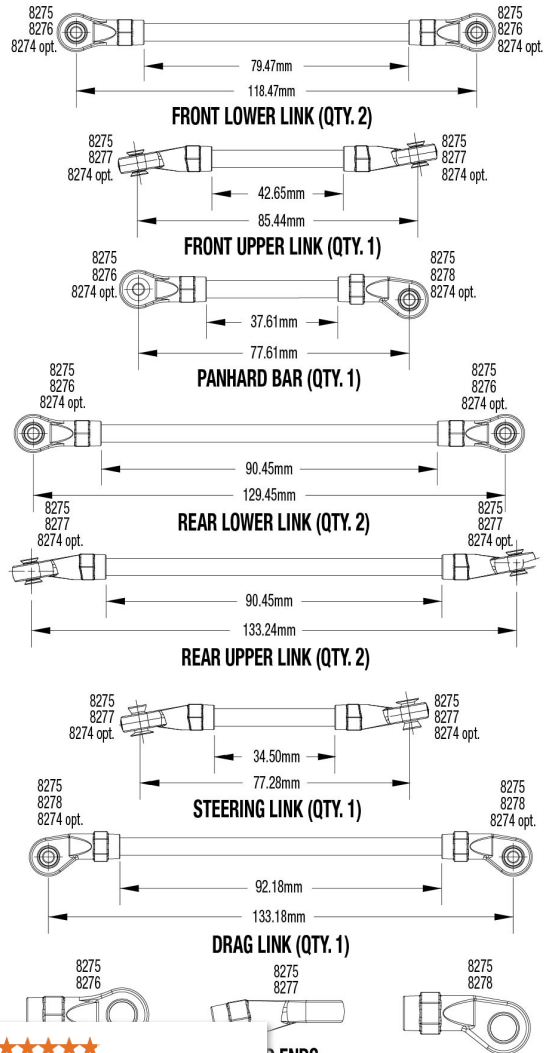 8275
8276
8274 opt.
8275
8276
8274 opt.
79.47mm
118.47mm
FRONT LOWER LINK (QTY. 2)
8275
8277
8274 opt.
8275
8277
8274 opt.
42.65mm
85.44mm
FRONT UPPER LINK (QTY. 1)
8275
8276
8274 opt.
8275
8278
8274 opt.
37.61mm
77.61mm
PANHARD BAR (QTY. 1)
8275
8276
8274 opt.
8275
8276
8274 opt.
90.45mm
129.45mm
REAR LOWER LINK (QTY. 2)
8275
8277
8274 opt.
8275
8277
8274 opt.
90.45mm
133.24mm
REAR UPPER LINK (QTY. 2)
8275
8277
8274 opt.
8275
8277
8274 opt.
34.50mm
77.28mm
STEERING LINK (QTY. 1)
8275
8278
8274 opt.
8275
8278
8274 opt.
92.18mm
133.18mm
DRAG LINK (QTY. 1)
8275
8276
8275
8277
8275
8278
ENDS